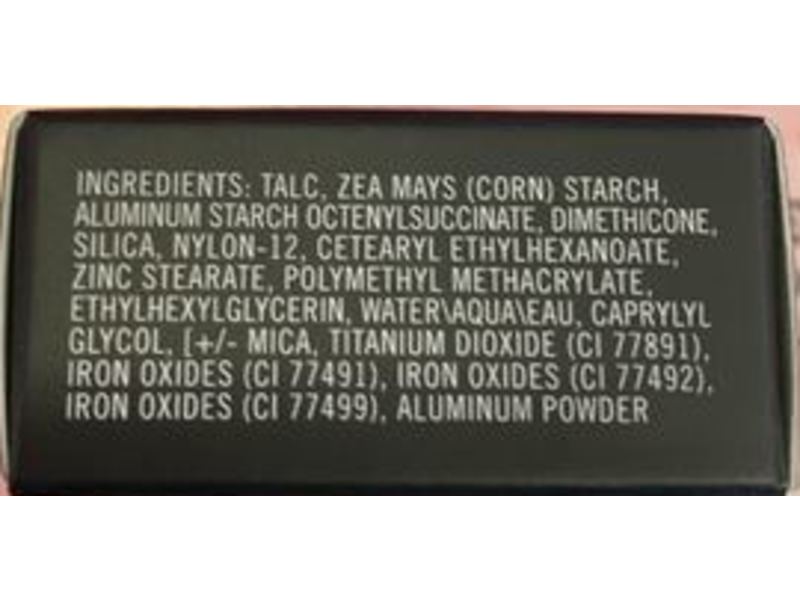 INGREDIENTS: TALC, ZEA MAYS (CORN) STARCH,
ALUMINUM STARCH OCTENYLSUCCINATE, DIMETHICONE,
SILICA, NYLON-12, CETEARYL ETHYLHEXANOATE,
ZINC STEARATE, POLYMETHYL METHACRYLATE,
ETHYLHEXYLGLYCERIN, WATER\AQUA\EAU, CAPRYLYL
GLYCOL, [+/- MICA, TITANIUM DIOXIDE (CI 77891),
IRON OXIDES (CI 77491), IRON OXIDES (CI 77492),
IRON OXIDES (CI 77499), ALUMINUM POWDER